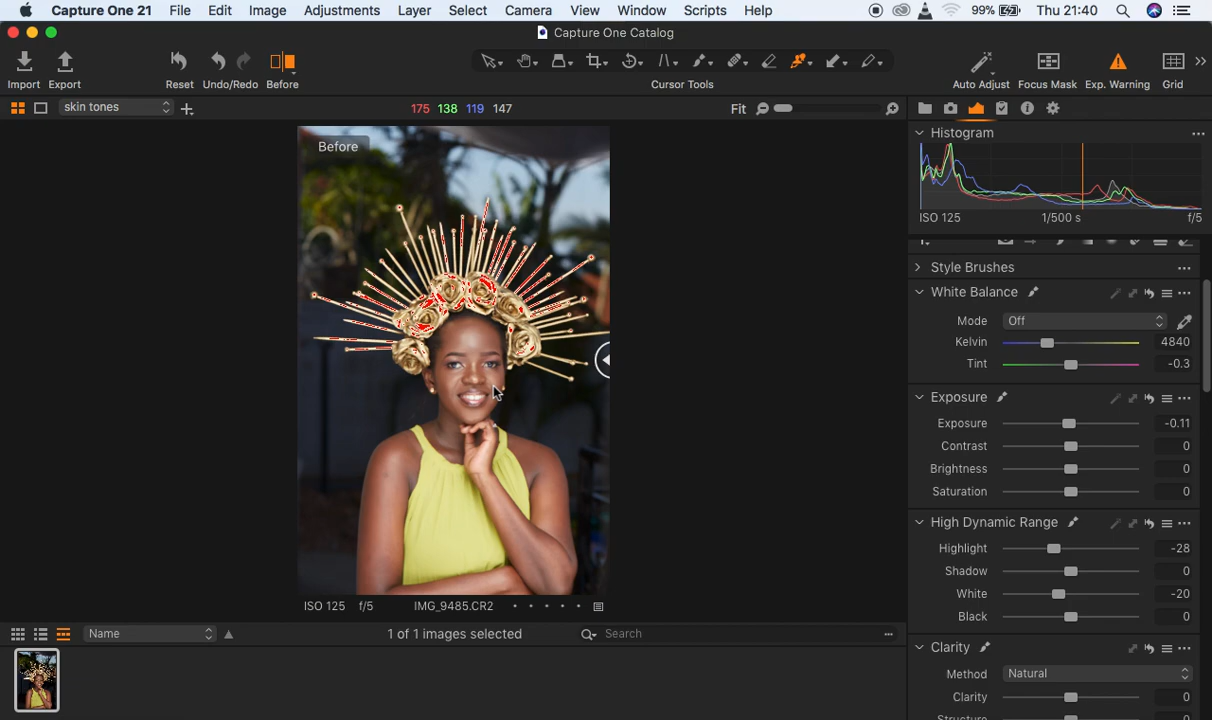 Capture One 21 File Edit Image Adjustments Layer Select Camera View Window Scripts Help 99% Thu 21:40
Capture One Catalog
Import Export Reset Undo/Redo Before Cursor Tools Auto Adjust Focus Mask Exp. Warning Grid
skin tones 175 138 119 147 Fit
Histogram
Before
ISO 125 1/500 s f/5
Style Brushes
White Balance
Mode Off
Kelvin 4840
Tint -0.3
Exposure
Exposure -0.11
Contrast 0
Brightness 0
Saturation 0
High Dynamic Range
Highlight -28
Shadow 0
White -20
Black 0
ISO 125 f/5 IMG_9485.CR2
Name 1 of 1 images selected Search
Clarity
Method Natural
Clarity 0